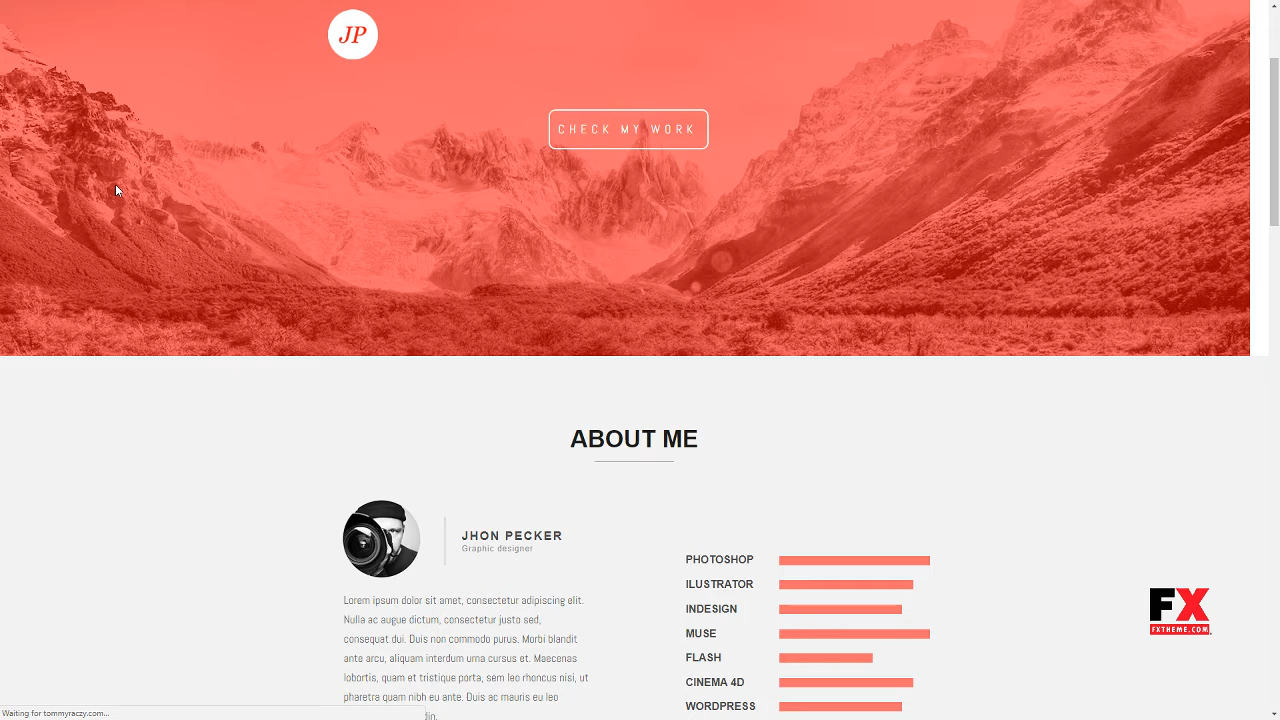 JP
CHECK MY WORK
ABOUT ME
JHON PECKER
Graphic designer
Lorem ipsum dolor sit amet, consectetur adipiscing elit.
Nulla ac augue dictum, consectetur justo sed,
consequat dui. Duis non commodo purus. Morbi blandit
ante arcu, aliquam interdum urna cursus et. Maecenas
lobortis, quam et tristique porta, sem leo rhoncus nisi, ut
pharetra quam nibh eu ante. Duis ac mauris eu leo
din.
PHOTOSHOP
ILUSTRATOR
INDESIGN
MUSE
FLASH
CINEMA 4D
WORDPRESS
FX
FXTHEME.COM
Waiting for tommyraczy.com...